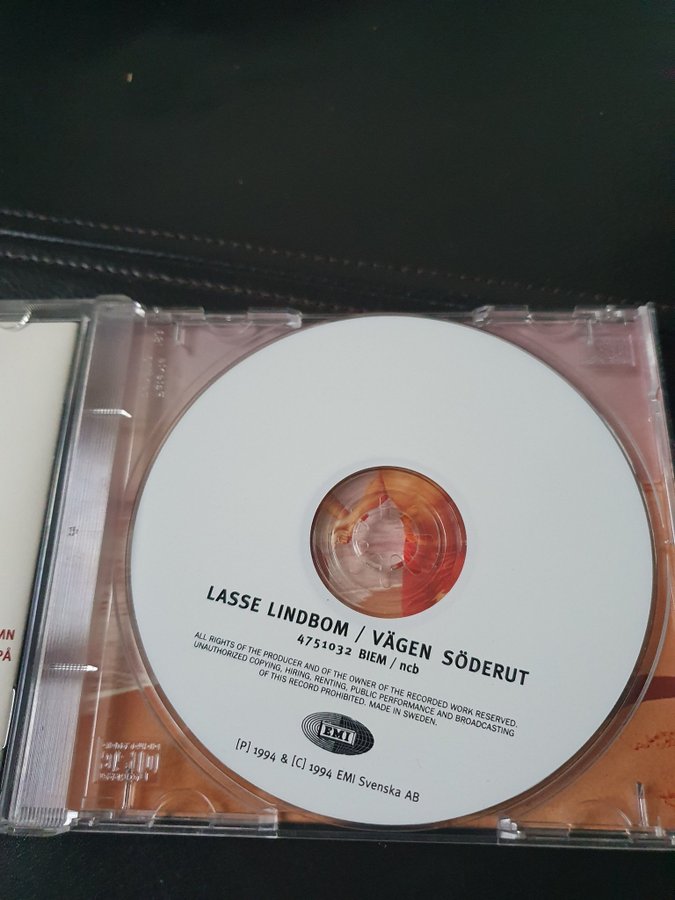 MN
PÅ
LASSE LINDBOM / VÄGEN SÖDERUT
4751032 BIEM / ncb
ALL RIGHTS OF THE PRODUCER AND OF THE OWNER OF THE RECORDED WORK RESERVED.
UNAUTHORIZED COPYING, HIRING, RENTING, PUBLIC PERFORMANCE AND BROADCASTING
OF THIS RECORD PROHIBITED. MADE IN SWEDEN.
EMI
[P] 1994 & [C] 1994 EMI Svenska AB